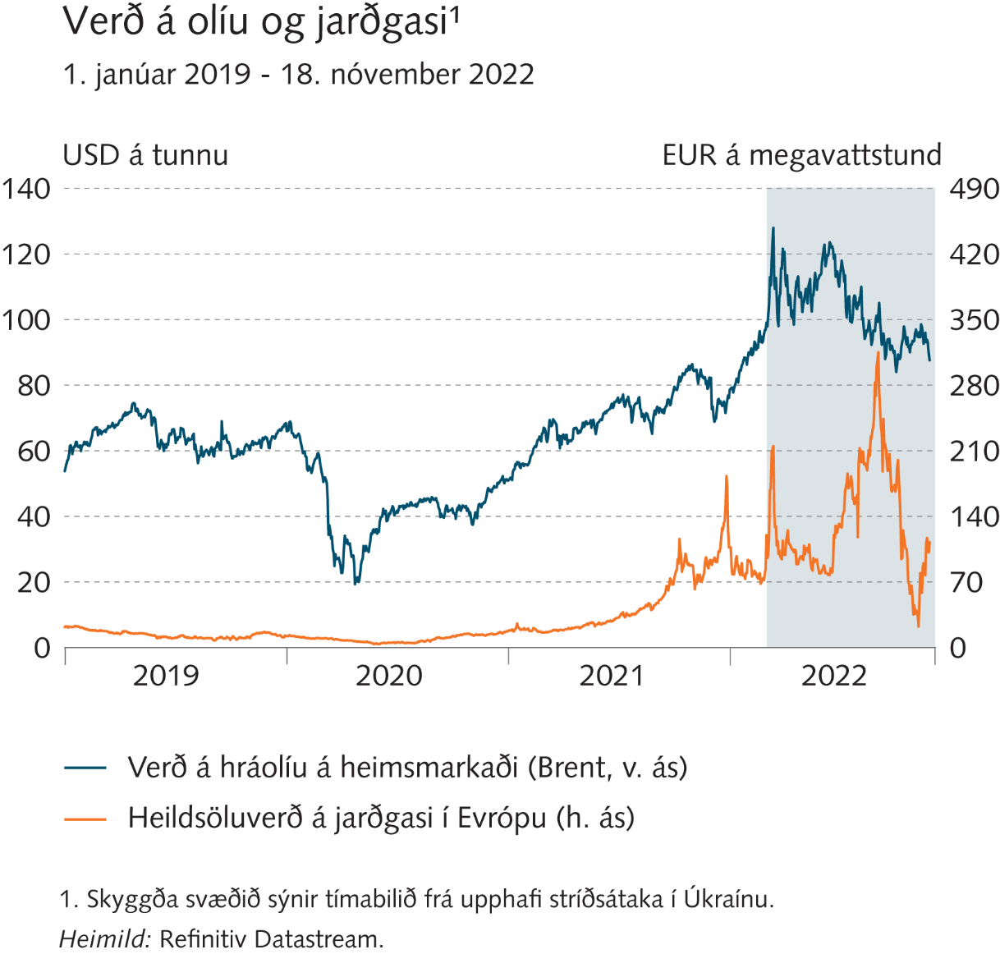 Verð á olíu og jarðgasi¹
1. janúar 2019 - 18. nóvember 2022
USD á tunnu
EUR á megavattstund
140
490
120
420
100
350
80
280
60
210
40
140
20
70
0
0
2019
2020
2021
2022
Verð á hráolíu á heimsmarkaði (Brent, v. ás)
Heildsöluverð á jarðgasi í Evrópu (h. ás)
1. Skyggða svæðið sýnir tímabilið frá upphafi stríðsátaka í Úkraínu.
Heimild: Refinitiv Datastream.